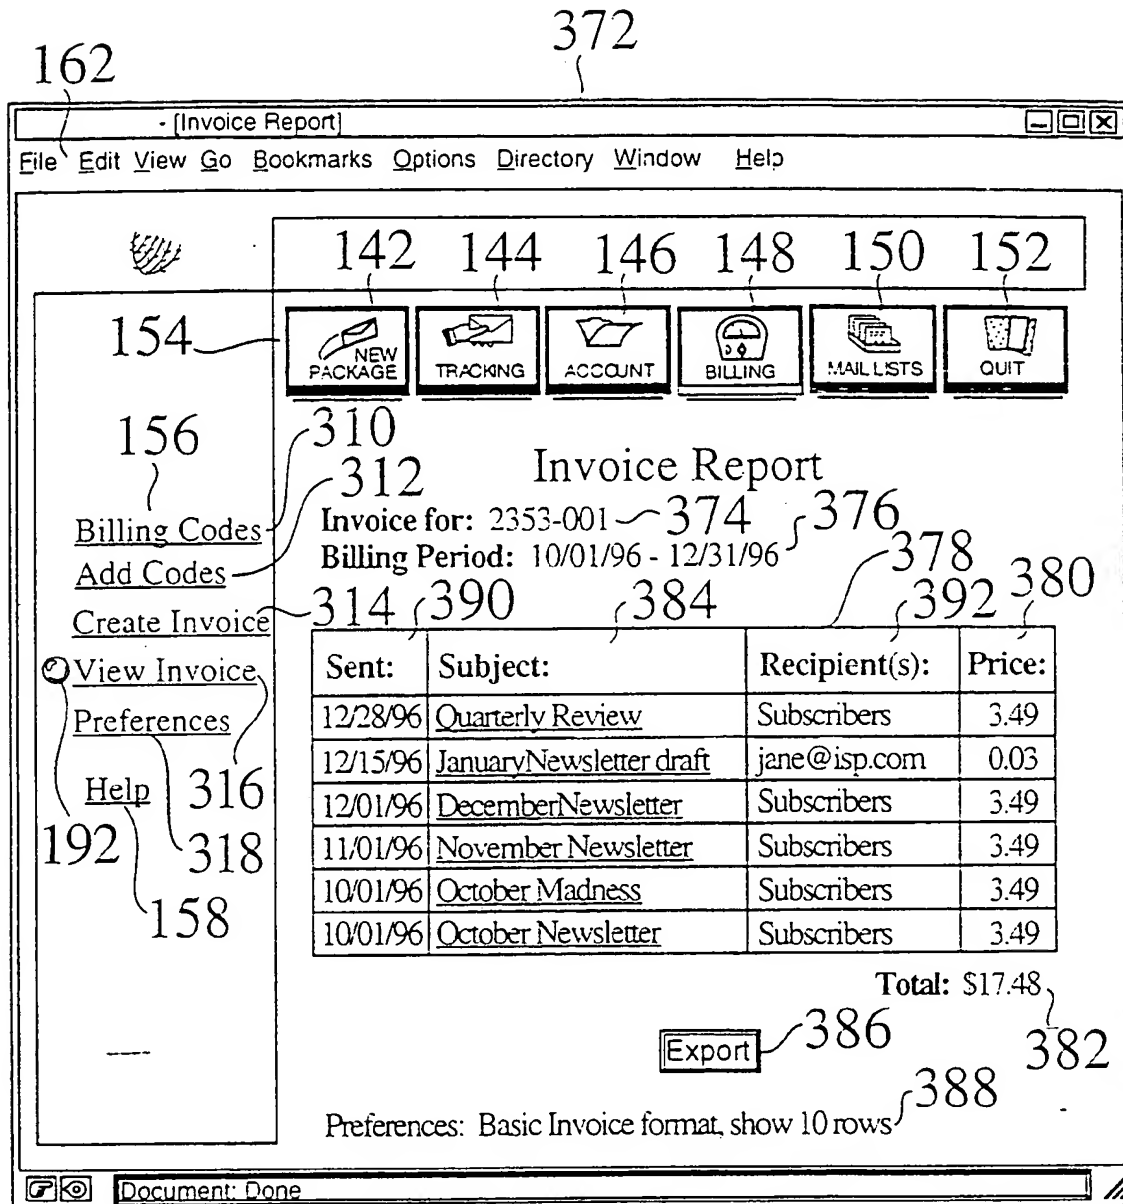 372
162
- [Invoice Report]
File Edit View Go Bookmarks Options Directory Window Help
142 144 146 148 150 152
154
NEW PACKAGE TRACKING ACCOUNT BILLING MAIL LISTS QUIT
156
310
312
Invoice Report
Invoice for: 2353-001 374 376
Billing Period: 10/01/96 - 12/31/96
Billing Codes
Add Codes
Create Invoice 314
View Invoice
Preferences
Help 316
192 318
158
390 384 378 392 380
Sent: Subject: Recipient(s): Price:
12/28/96 Quarterly Review Subscribers 3.49
12/15/96 JanuaryNewsletter draft jane@isp.com 0.03
12/01/96 DecemberNewsletter Subscribers 3.49
11/01/96 November Newsletter Subscribers 3.49
10/01/96 October Madness Subscribers 3.49
10/01/96 October Newsletter Subscribers 3.49
Total: $17.48
382
Export 386
388
Preferences: Basic Invoice format, show 10 rows
Document: Done